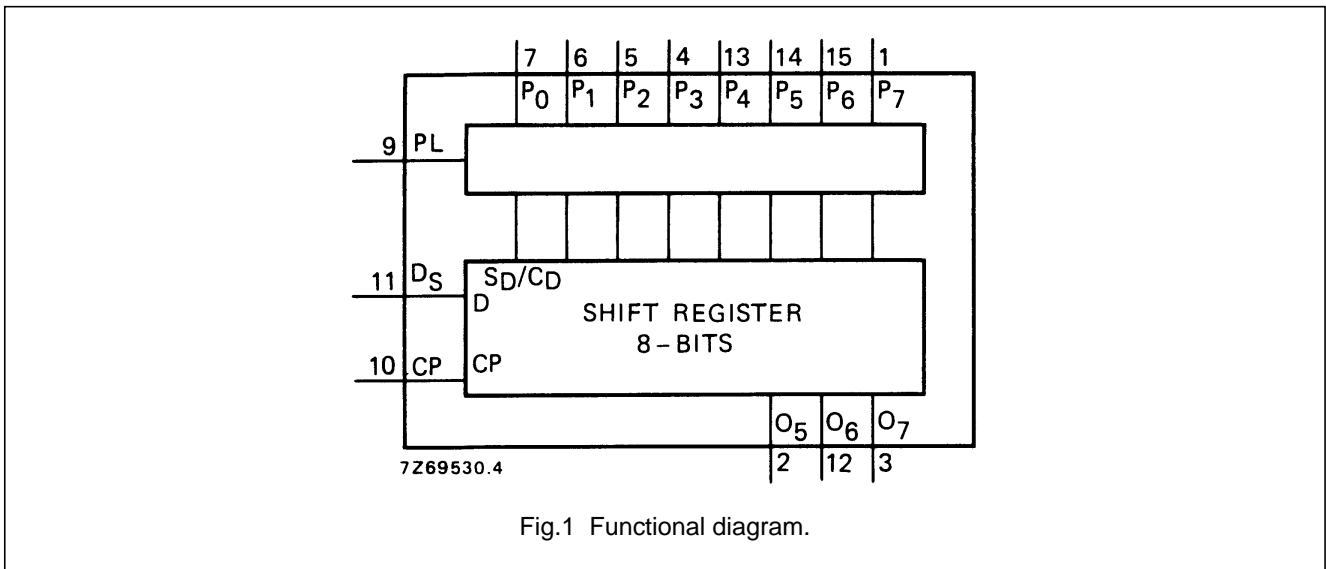 7 6 5 4 13 14 15 1
P0 P1 P2 P3 P4 P5 P6 P7
9 PL
11 DS
SD/CD
D
SHIFT REGISTER
8-BITS
10 CP CP
O5 O6 O7
2 12 3
7Z69530.4
Fig.1 Functional diagram.